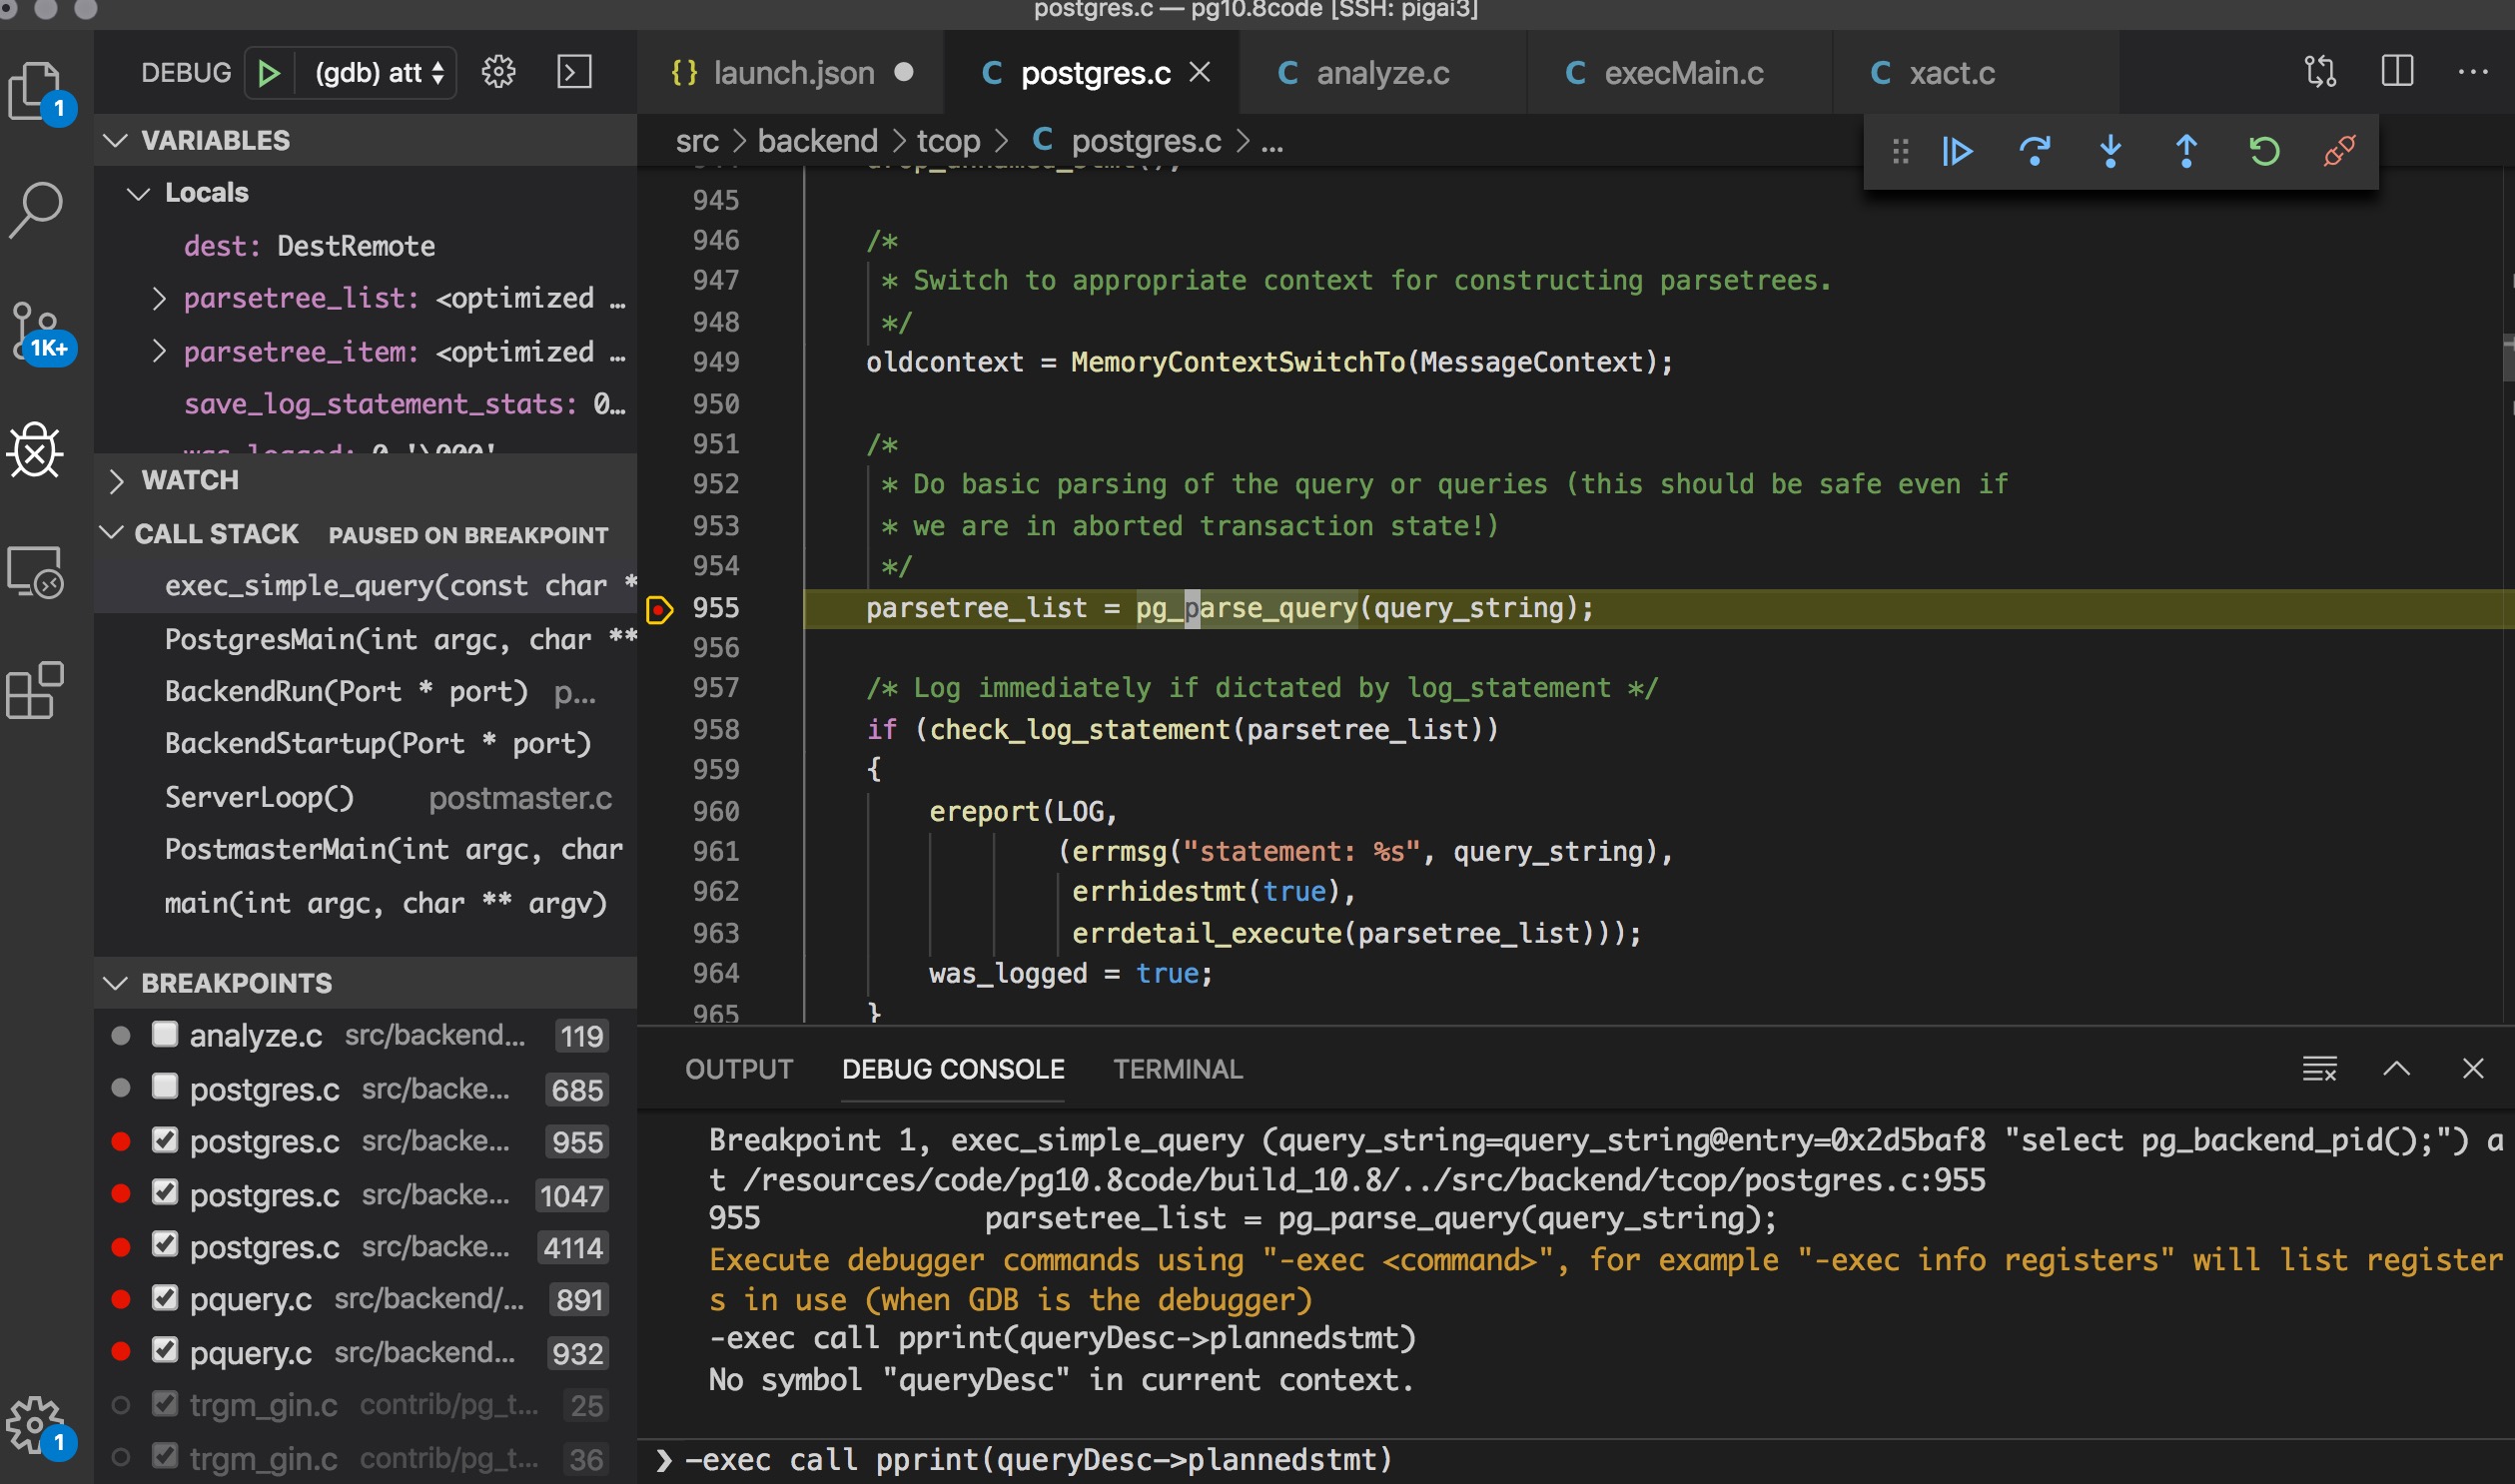 postgres.c — pg10.8code [SSH: pigai3]
DEBUG (gdb) att
{} launch.json C postgres.c C analyze.c C execMain.c C xact.c
1
1K+
1
VARIABLES
Locals
dest: DestRemote
parsetree_list: <optimized …
parsetree_item: <optimized …
save_log_statement_stats: 0…
was_logged: 0 '\000'
WATCH
CALL STACK PAUSED ON BREAKPOINT
exec_simple_query(const char *
PostgresMain(int argc, char **
BackendRun(Port * port) p…
BackendStartup(Port * port)
ServerLoop() postmaster.c
PostmasterMain(int argc, char
main(int argc, char ** argv)
BREAKPOINTS
analyze.c src/backend... 119
postgres.c src/backe... 685
postgres.c src/backe... 955
postgres.c src/backe... 1047
postgres.c src/backe... 4114
pquery.c src/backend/... 891
pquery.c src/backend... 932
trgm_gin.c contrib/pg_t... 25
trgm_gin.c contrib/pg_t... 36
src > backend > tcop > C postgres.c > ...
drop_unnamed_stmt();
945
946 /*
947 * Switch to appropriate context for constructing parsetrees.
948 */
949 oldcontext = MemoryContextSwitchTo(MessageContext);
950
951 /*
952 * Do basic parsing of the query or queries (this should be safe even if
953 * we are in aborted transaction state!)
954 */
955 parsetree_list = pg_parse_query(query_string);
956
957 /* Log immediately if dictated by log_statement */
958 if (check_log_statement(parsetree_list))
959 {
960 ereport(LOG,
961 (errmsg("statement: %s", query_string),
962 errhidestmt(true),
963 errdetail_execute(parsetree_list)));
964 was_logged = true;
965 }
OUTPUT DEBUG CONSOLE TERMINAL
Breakpoint 1, exec_simple_query (query_string=query_string@entry=0x2d5baf8 "select pg_backend_pid();") a
t /resources/code/pg10.8code/build_10.8/../src/backend/tcop/postgres.c:955
955 parsetree_list = pg_parse_query(query_string);
Execute debugger commands using "-exec <command>", for example "-exec info registers" will list register
s in use (when GDB is the debugger)
-exec call pprint(queryDesc->plannedstmt)
No symbol "queryDesc" in current context.
-exec call pprint(queryDesc->plannedstmt)